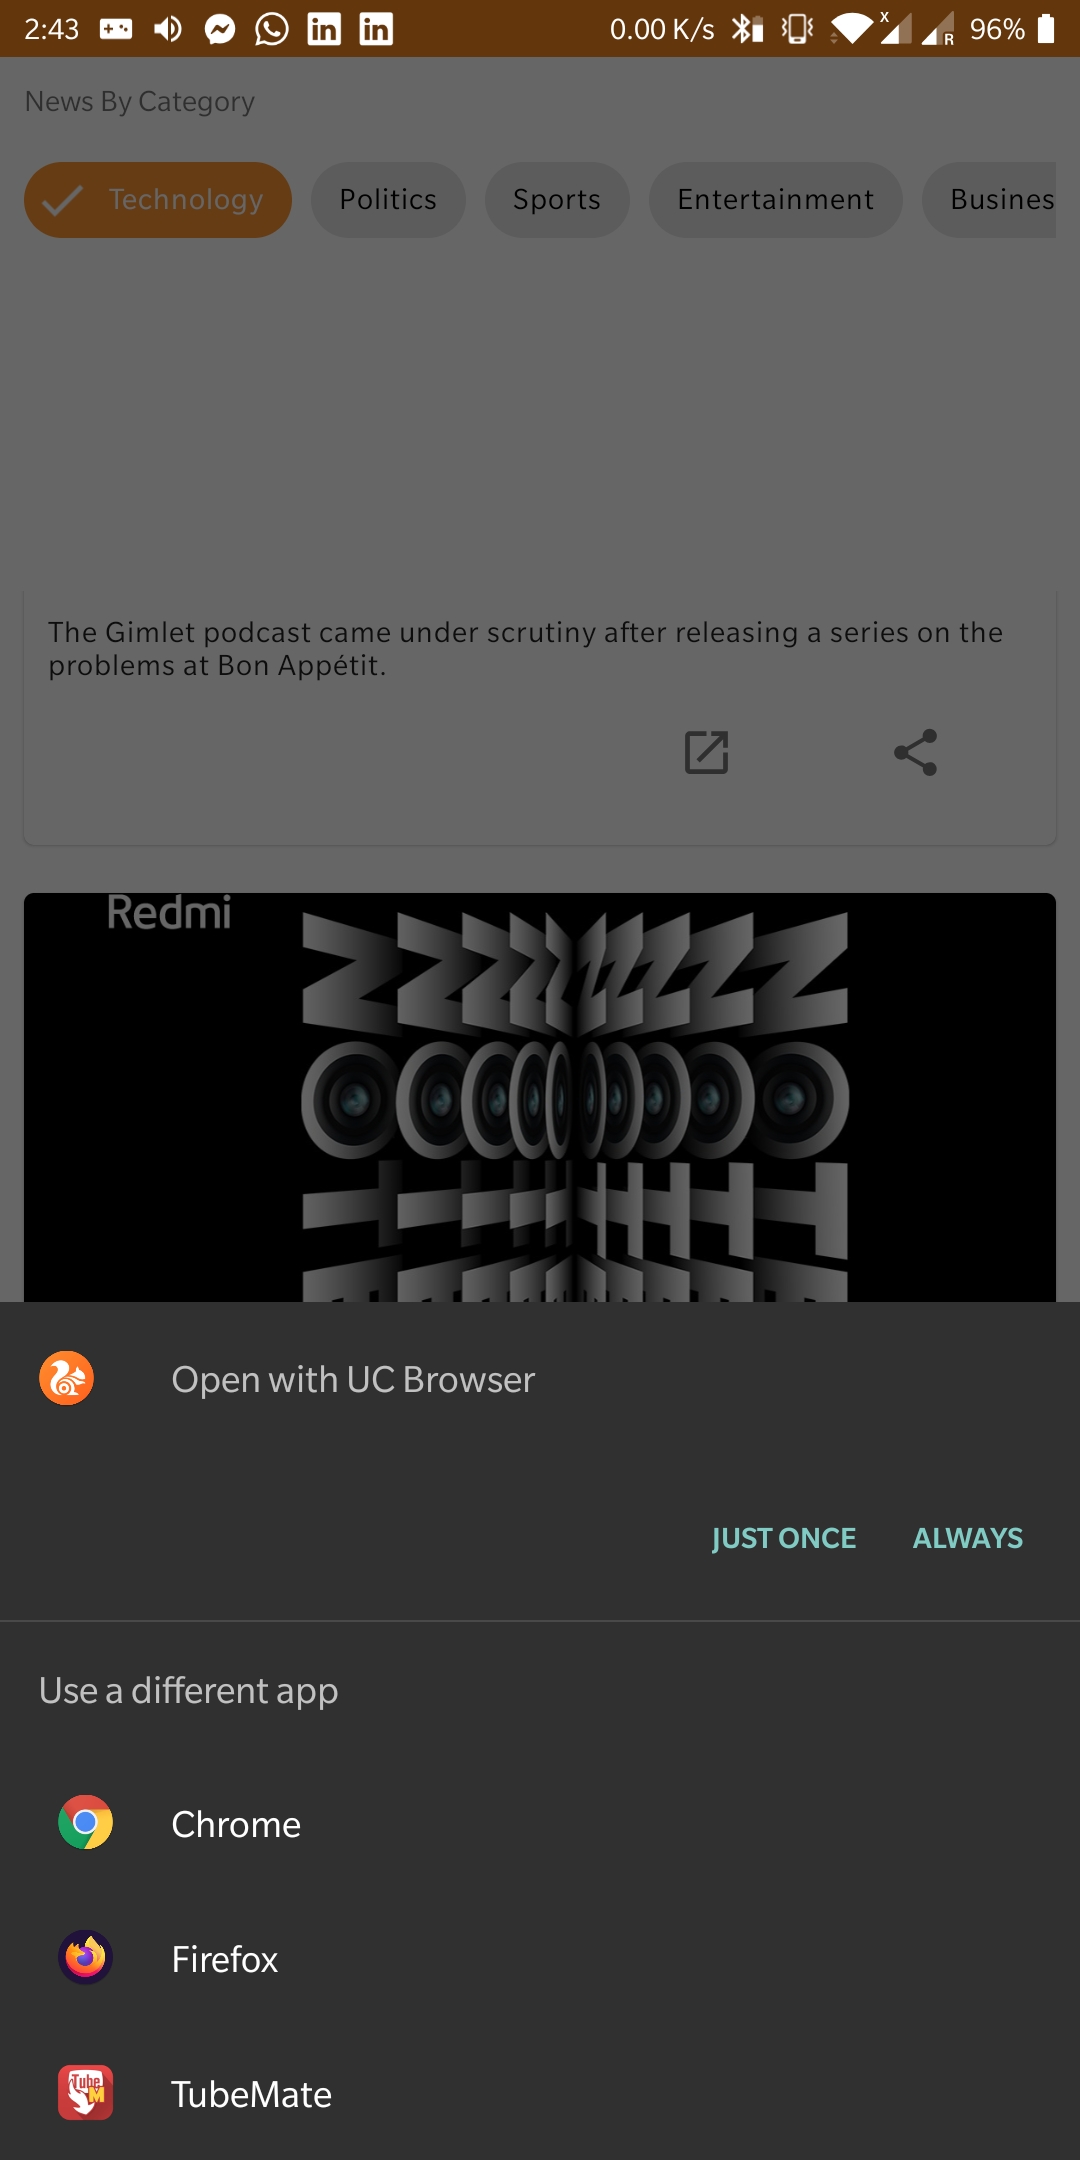 2:43 0.00 K/s 96%
News By Category
Technology Politics Sports Entertainment Busines
The Gimlet podcast came under scrutiny after releasing a series on the
problems at Bon Appétit.
Redmi
Open with UC Browser
JUST ONCE ALWAYS
Use a different app
Chrome
Firefox
TubeMate